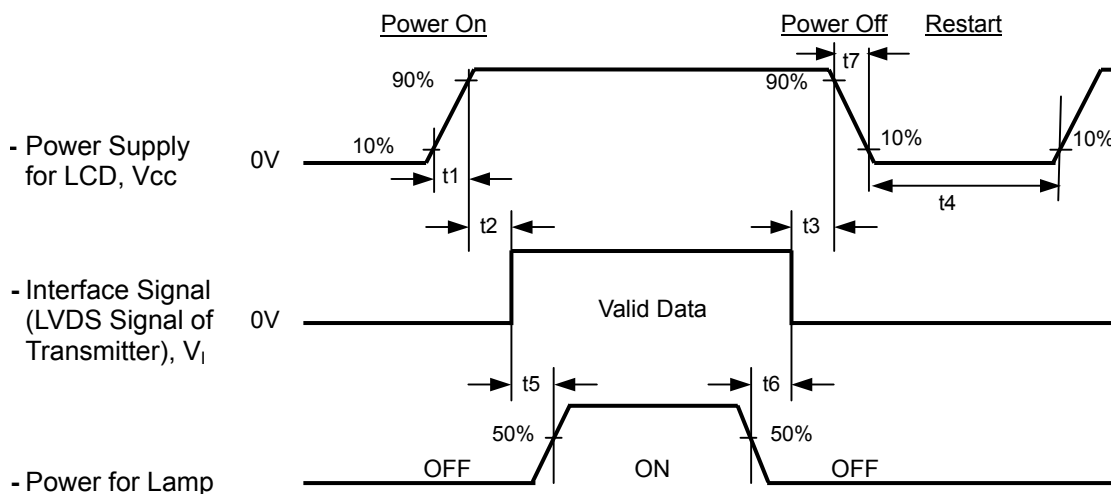 Power On
Power Off
Restart
t7
90%
90%
10%
10%
10%
- Power Supply
for LCD, Vcc
0V
t1
t4
t2
t3
- Interface Signal
(LVDS Signal of
Transmitter), VI
0V
Valid Data
t5
t6
50%
50%
- Power for Lamp
OFF
ON
OFF